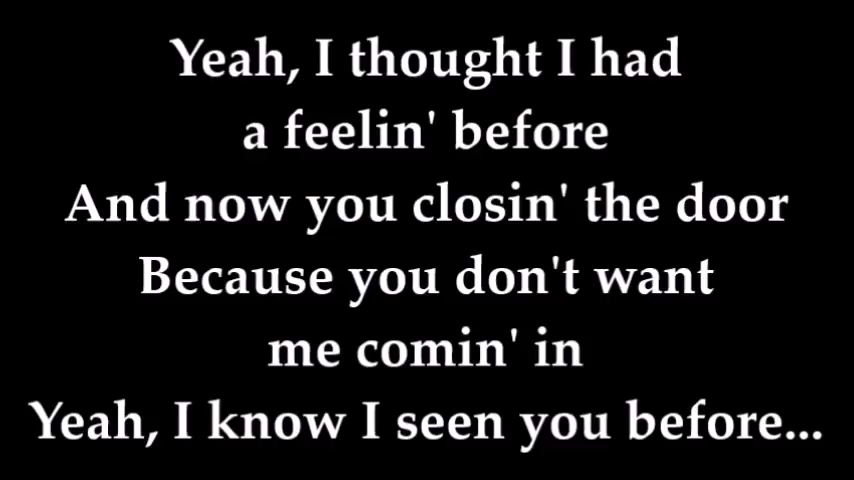 Yeah, I thought I had
a feelin' before
And now you closin' the door
Because you don't want
me comin' in
Yeah, I know I seen you before...